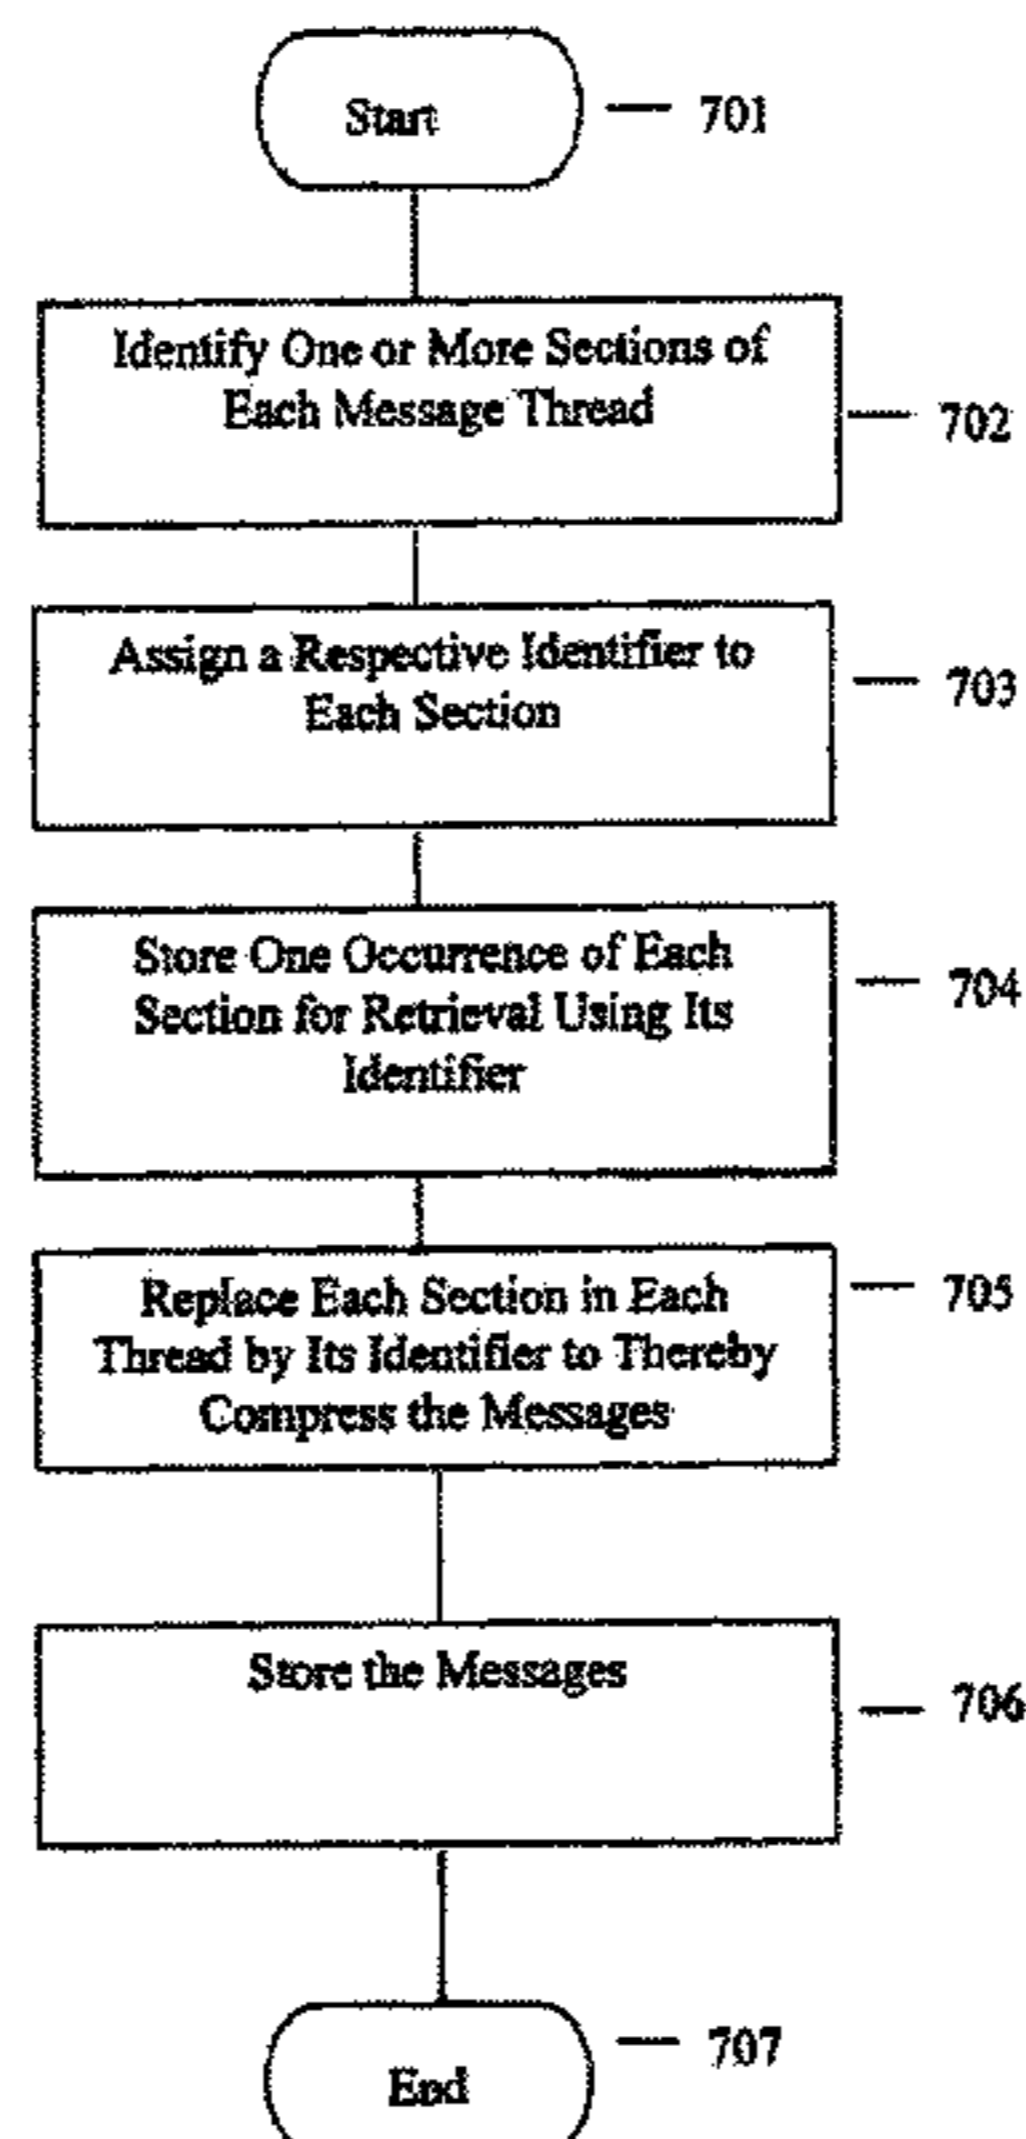 Start
701
Identify One or More Sections of
Each Message Thread
702
Assign a Respective Identifier to
Each Section
703
Store One Occurrence of Each
Section for Retrieval Using Its
Identifier
704
Replace Each Section in Each
Thread by Its Identifier to Thereby
Compress the Messages
705
Store the Messages
706
End
707